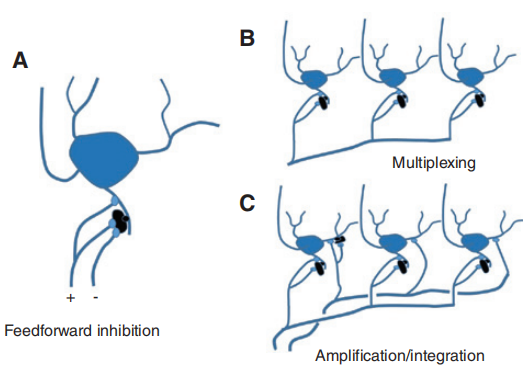 A
+ -
Feedforward inhibition
B
Multiplexing
C
Amplification/integration